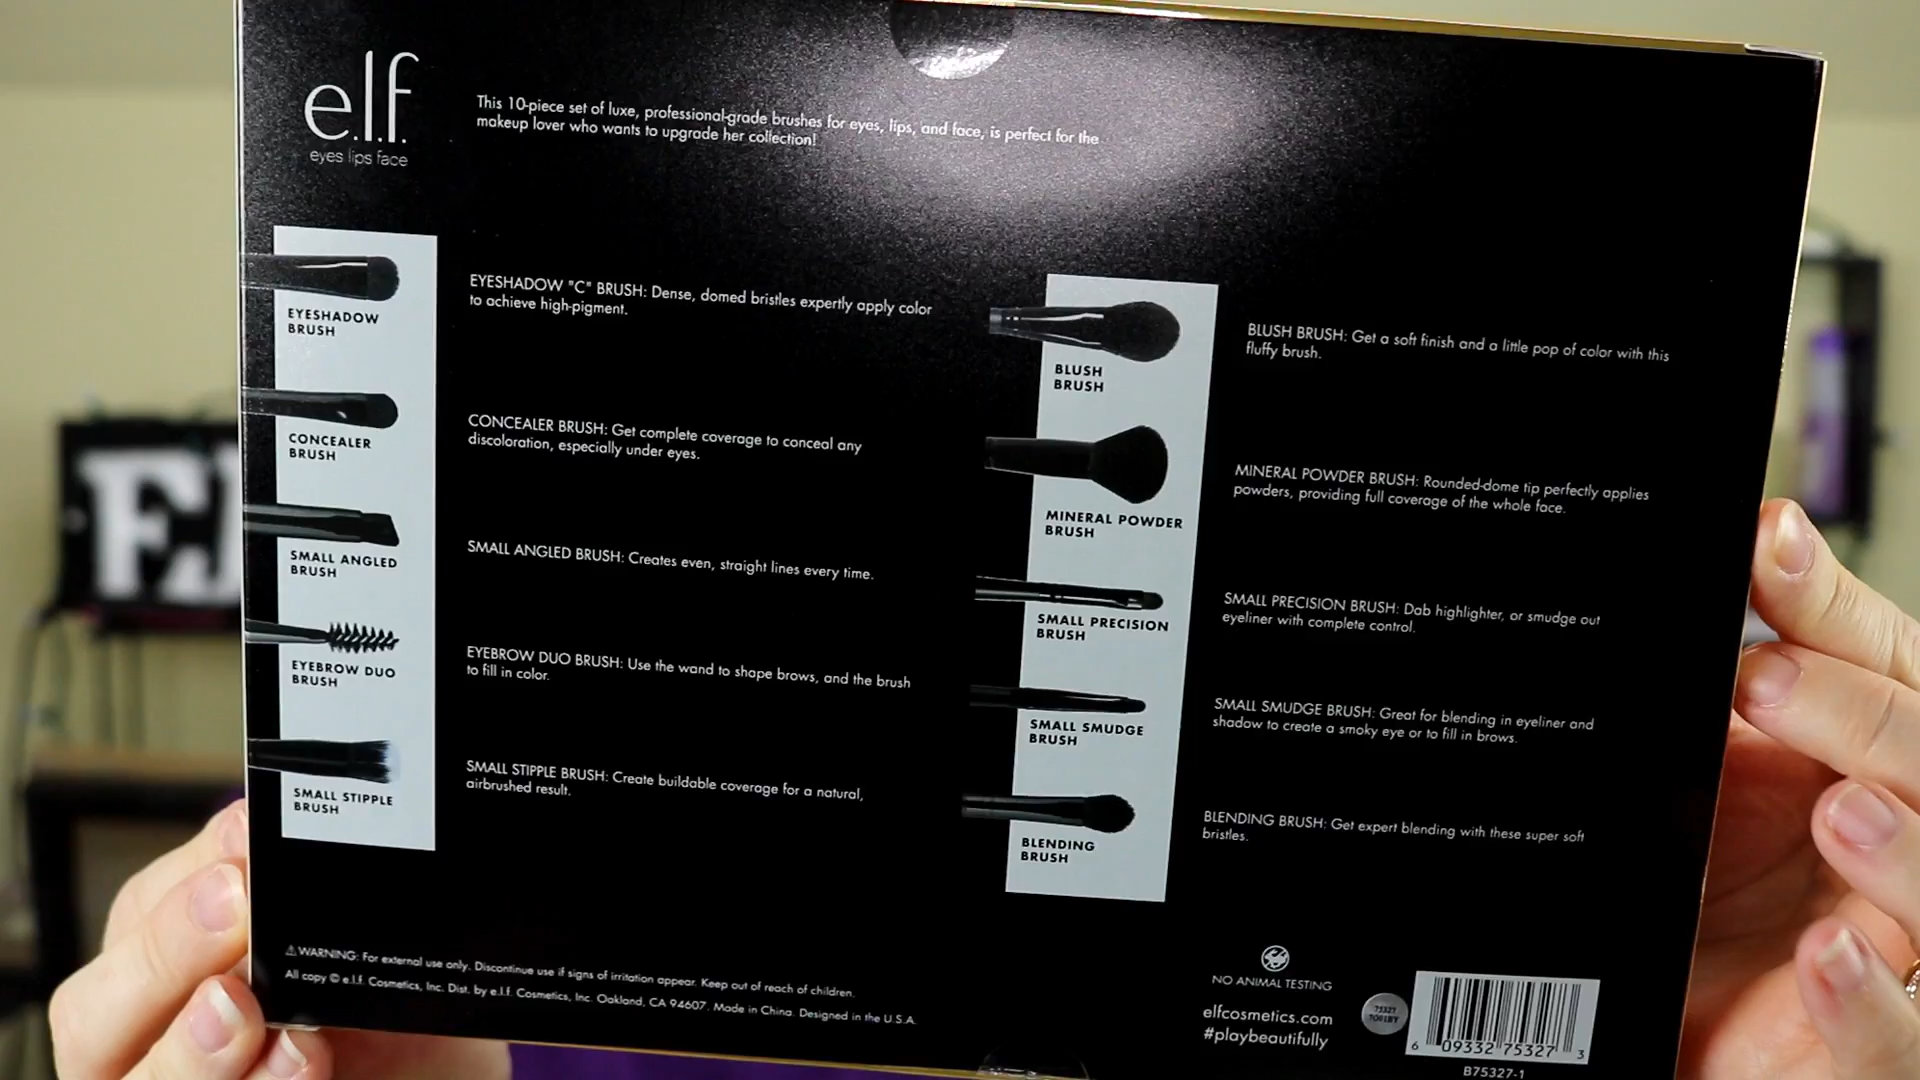 e.l.f.
eyes lips face
This 10-piece set of luxe, professional-grade brushes for eyes, lips, and face, is perfect for the
makeup lover who wants to upgrade her collection!
EYESHADOW
BRUSH
EYESHADOW "C" BRUSH: Dense, domed bristles expertly apply color
to achieve high-pigment.
CONCEALER
BRUSH
CONCEALER BRUSH: Get complete coverage to conceal any
discoloration, especially under eyes.
SMALL ANGLED
BRUSH
SMALL ANGLED BRUSH: Creates even, straight lines every time.
EYEBROW DUO
BRUSH
EYEBROW DUO BRUSH: Use the wand to shape brows, and the brush
to fill in color.
SMALL STIPPLE
BRUSH
SMALL STIPPLE BRUSH: Create buildable coverage for a natural,
airbrushed result.
BLUSH
BRUSH
BLUSH BRUSH: Get a soft finish and a little pop of color with this
fluffy brush.
MINERAL POWDER
BRUSH
MINERAL POWDER BRUSH: Rounded-dome tip perfectly applies
powders, providing full coverage of the whole face.
SMALL PRECISION
BRUSH
SMALL PRECISION BRUSH: Dab highlighter, or smudge out
eyeliner with complete control.
SMALL SMUDGE
BRUSH
SMALL SMUDGE BRUSH: Great for blending in eyeliner and
shadow to create a smoky eye or to fill in brows.
BLENDING
BRUSH
BLENDING BRUSH: Get expert blending with these super soft
bristles.
⚠WARNING: For external use only. Discontinue use if signs of irritation appear. Keep out of reach of children.
All copy © e.l.f. Cosmetics, Inc. Dist. by e.l.f. Cosmetics, Inc. Oakland, CA 94607. Made in China. Designed in the U.S.A.
NO ANIMAL TESTING
elfcosmetics.com
#playbeautifully
75327
6 09332 75327 3
B75327-1